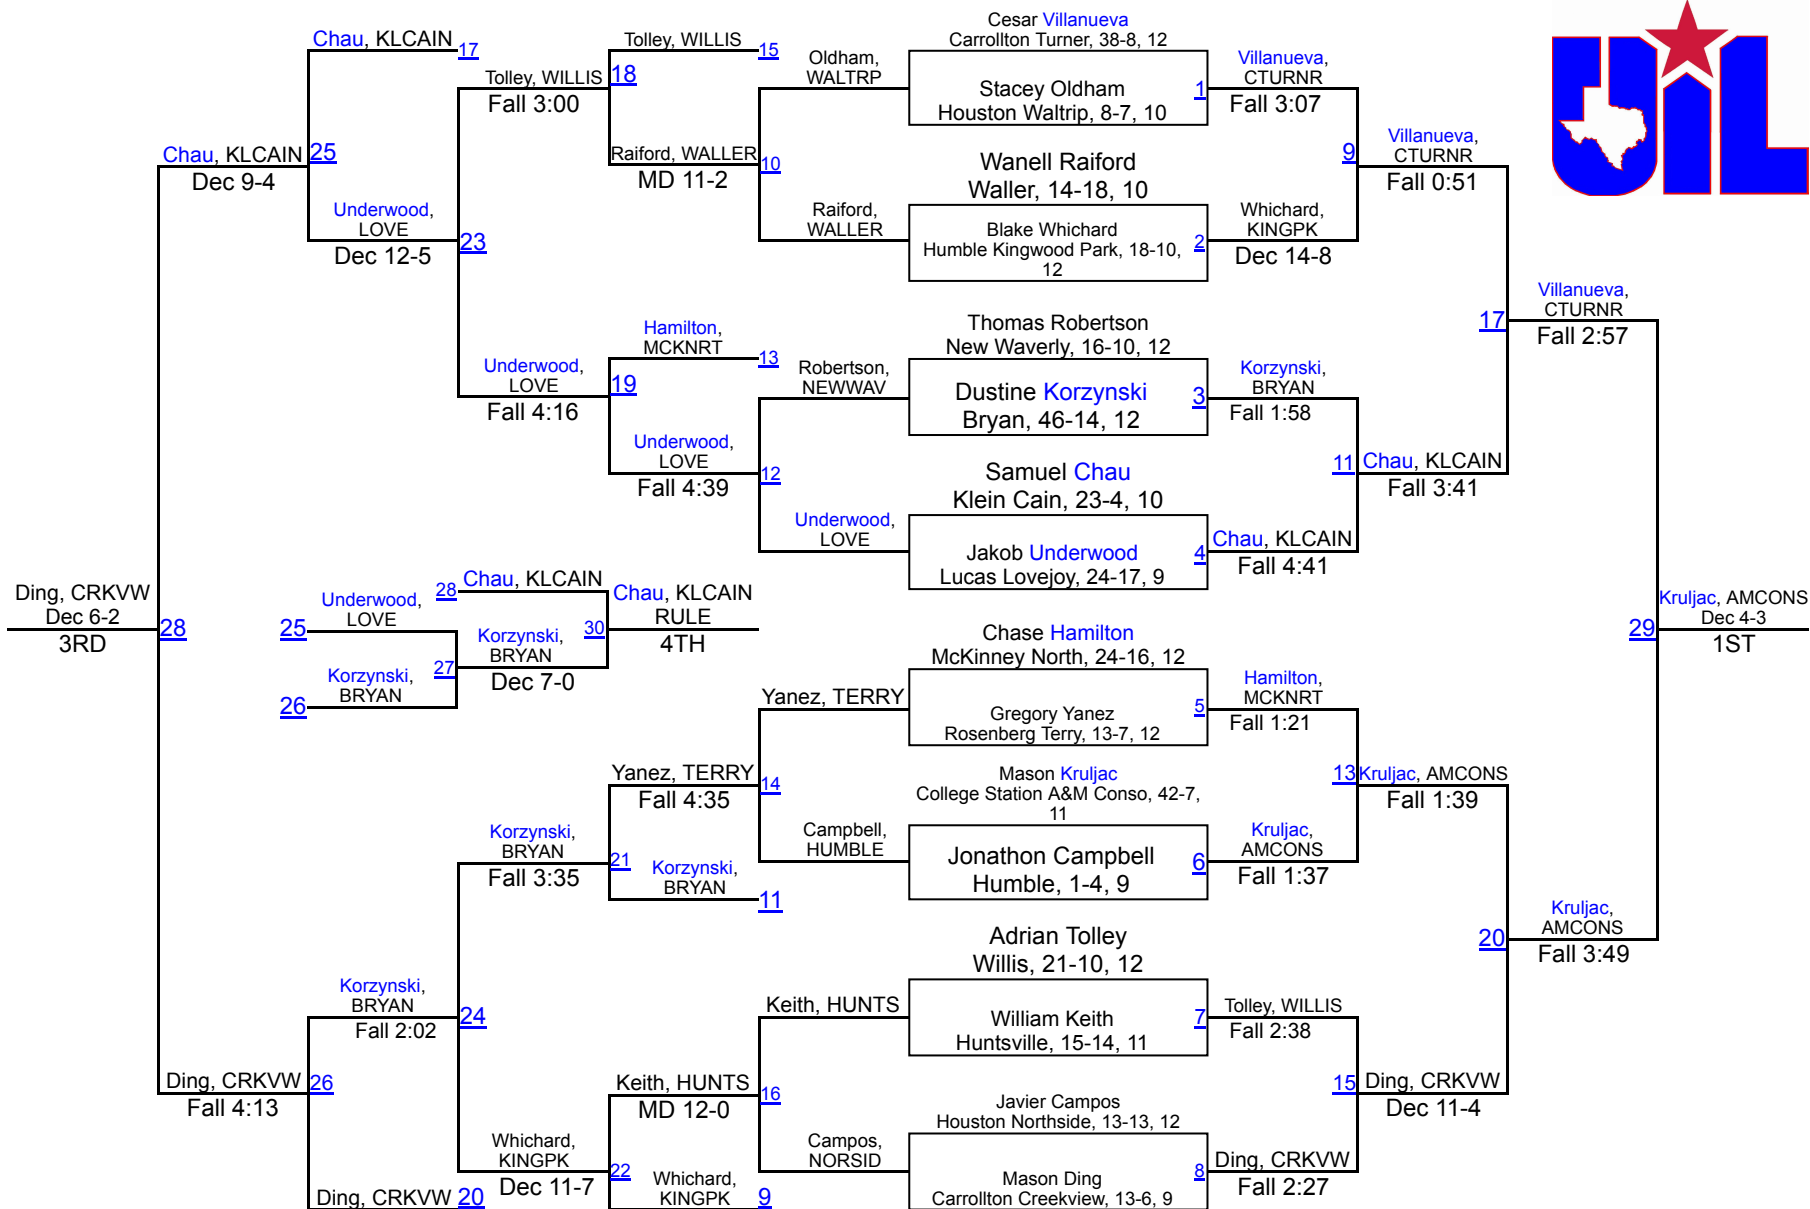 Cesar Villanueva
Carrollton Turner, 38-8, 12
Chau, KLCAIN
17
Tolley, WILLIS
15
Oldham,
WALTRP
Villanueva,
CTURNR
UIL
Tolley, WILLIS
18
Fall 3:00
Stacey Oldham
Houston Waltrip, 8-7, 10
1
Fall 3:07
Villanueva,
CTURNR
Chau, KLCAIN
25
Dec 9-4
Raiford, WALLER
10
MD 11-2
Wanell Raiford
Waller, 14-18, 10
9
Fall 0:51
Underwood,
LOVE
23
Dec 12-5
Raiford,
WALLER
Blake Whichard
Humble Kingwood Park, 18-10,
12
2
Whichard,
KINGPK
Dec 14-8
Villanueva,
CTURNR
17
Fall 2:57
Hamilton,
MCKNRT
13
Thomas Robertson
New Waverly, 16-10, 12
Underwood,
LOVE
19
Fall 4:16
Robertson,
NEWWAV
Dustine Korzynski
Bryan, 46-14, 12
3
Korzynski,
BRYAN
Fall 1:58
Underwood,
LOVE
12
Fall 4:39
Samuel Chau
Klein Cain, 23-4, 10
11
Chau, KLCAIN
Fall 3:41
Underwood,
LOVE
Jakob Underwood
Lucas Lovejoy, 24-17, 9
4
Chau, KLCAIN
Fall 4:41
Ding, CRKVW
Dec 6-2
3RD
28
Underwood,
LOVE
25
28
Chau, KLCAIN
Chau, KLCAIN
RULE
4TH
30
Korzynski,
BRYAN
27
Dec 7-0
Korzynski,
BRYAN
26
Kruljac, AMCONS
Dec 4-3
1ST
29
Chase Hamilton
McKinney North, 24-16, 12
Yanez, TERRY
Gregory Yanez
Rosenberg Terry, 13-7, 12
5
Hamilton,
MCKNRT
Fall 1:21
Yanez, TERRY
14
Fall 4:35
Mason Kruljac
College Station A&M Conso, 42-7,
11
13
Kruljac, AMCONS
Fall 1:39
Korzynski,
BRYAN
21
Fall 3:35
Campbell,
HUMBLE
Jonathon Campbell
Humble, 1-4, 9
6
Kruljac,
AMCONS
Fall 1:37
Korzynski,
BRYAN
11
Kruljac,
AMCONS
20
Fall 3:49
Adrian Tolley
Willis, 21-10, 12
Korzynski,
BRYAN
24
Fall 2:02
Keith, HUNTS
William Keith
Huntsville, 15-14, 11
7
Tolley, WILLIS
Fall 2:38
Ding, CRKVW
26
Fall 4:13
Keith, HUNTS
16
MD 12-0
Javier Campos
Houston Northside, 13-13, 12
15
Ding, CRKVW
Dec 11-4
Whichard,
KINGPK
22
Dec 11-7
Campos,
NORSID
Mason Ding
Carrollton Creekview, 13-6, 9
8
Ding, CRKVW
Fall 2:27
Ding, CRKVW
20
Whichard,
KINGPK
9